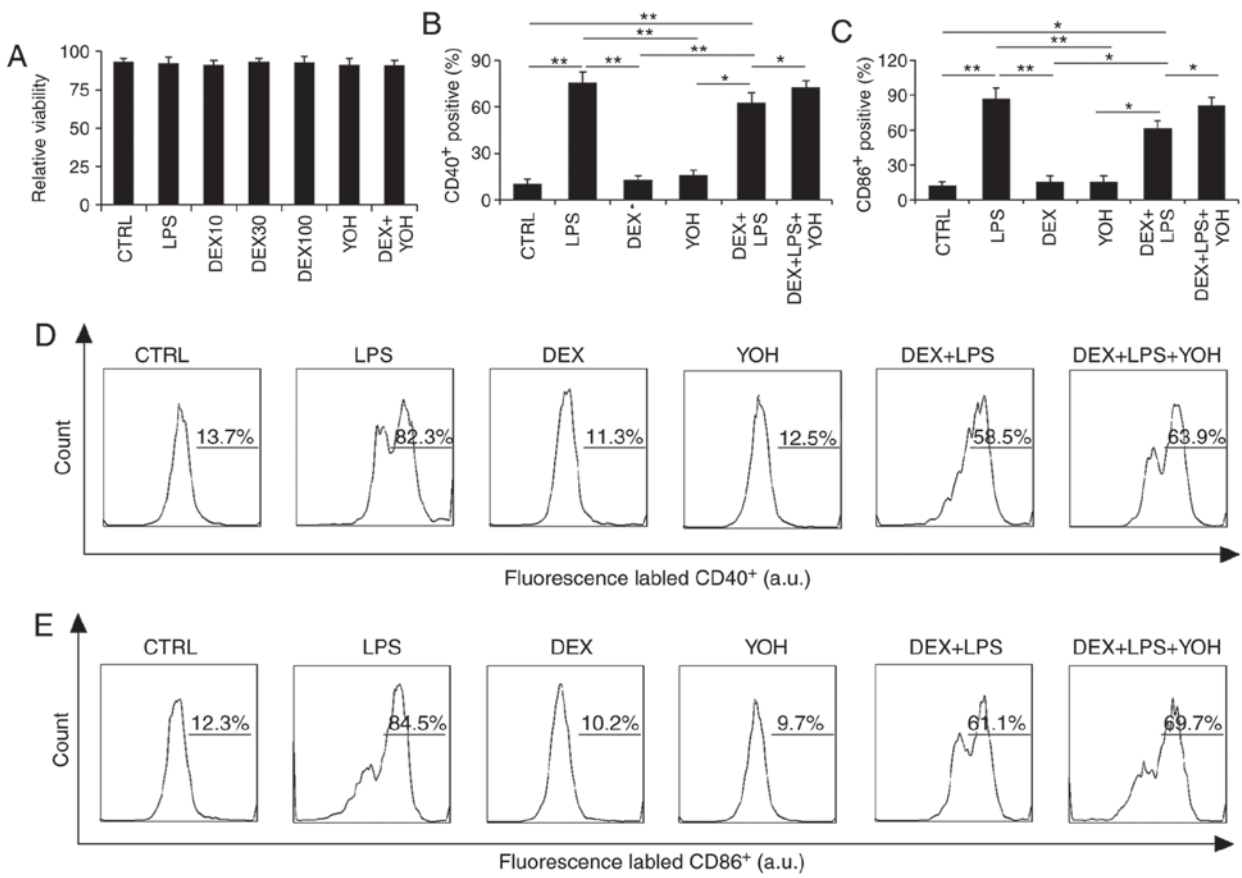 A
Relative viability
100
75
50
25
0
CTRL
LPS
DEX10
DEX30
DEX100
YOH
DEX+
YOH
B
CD40+ positive (%)
90
60
30
0
**
**
** ** **
*
*
CTRL
LPS
DEX
YOH
DEX+
LPS
DEX+LPS+
YOH
C
CD86+ positive (%)
120
90
60
30
0
*
**
** ** *
*
*
CTRL
LPS
DEX
YOH
DEX+
LPS
DEX+LPS+
YOH
D
Count
CTRL LPS DEX YOH DEX+LPS DEX+LPS+YOH
13.7% 82.3% 11.3% 12.5% 58.5% 63.9%
Fluorescence labled CD40+ (a.u.)
E
Count
CTRL LPS DEX YOH DEX+LPS DEX+LPS+YOH
12.3% 84.5% 10.2% 9.7% 61.1% 69.7%
Fluorescence labled CD86+ (a.u.)